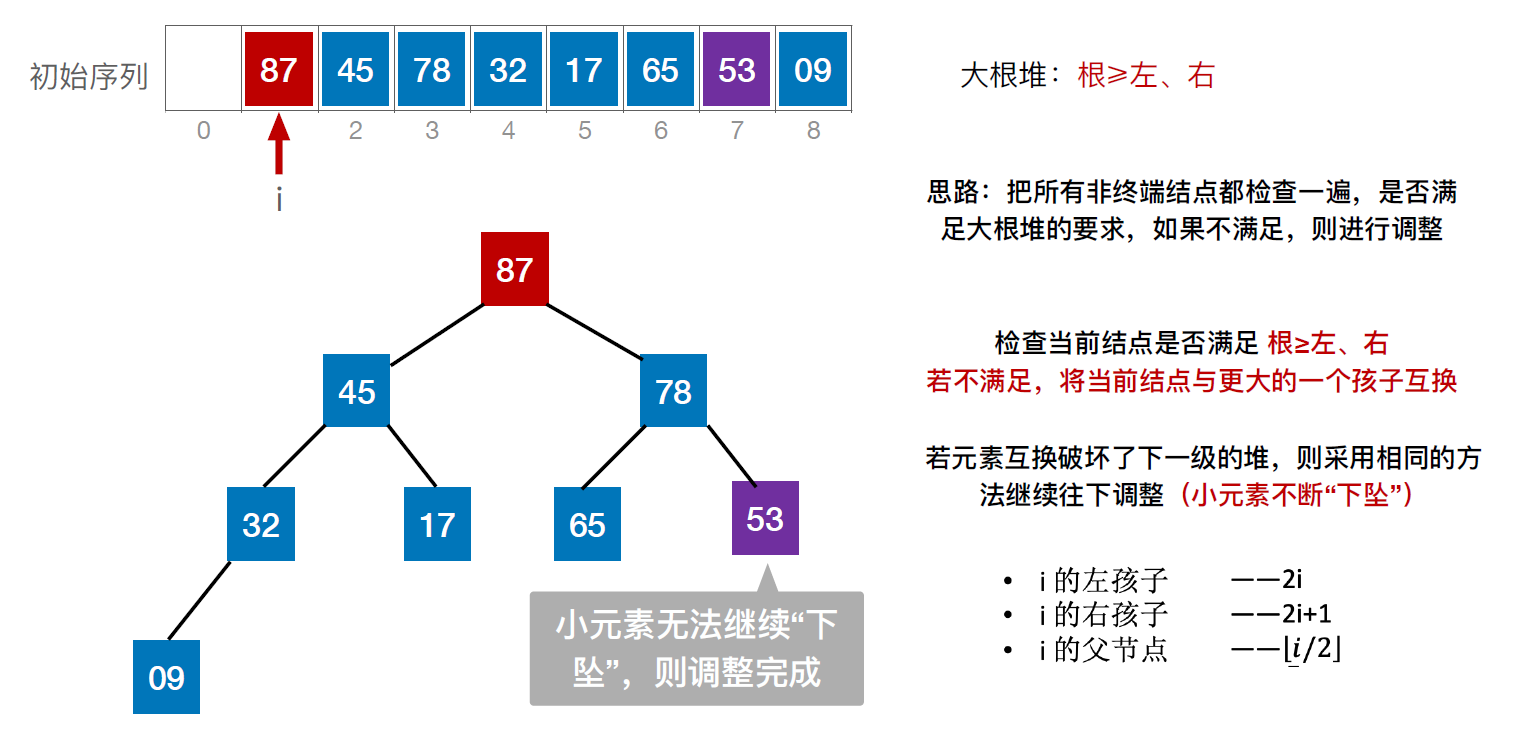 初始序列
87 45 78 32 17 65 53 09
0 2 3 4 5 6 7 8
i
87
45 78
32 17 65 53
09
小元素无法继续“下
坠”，则调整完成
大根堆：根≥左、右
思路：把所有非终端结点都检查一遍，是否满
足大根堆的要求，如果不满足，则进行调整
检查当前结点是否满足 根≥左、右
若不满足，将当前结点与更大的一个孩子互换
若元素互换破坏了下一级的堆，则采用相同的方
法继续往下调整（小元素不断“下坠”）
• i 的左孩子 ——2i
• i 的右孩子 ——2i+1
• i 的父节点 ——⌊i/2⌋